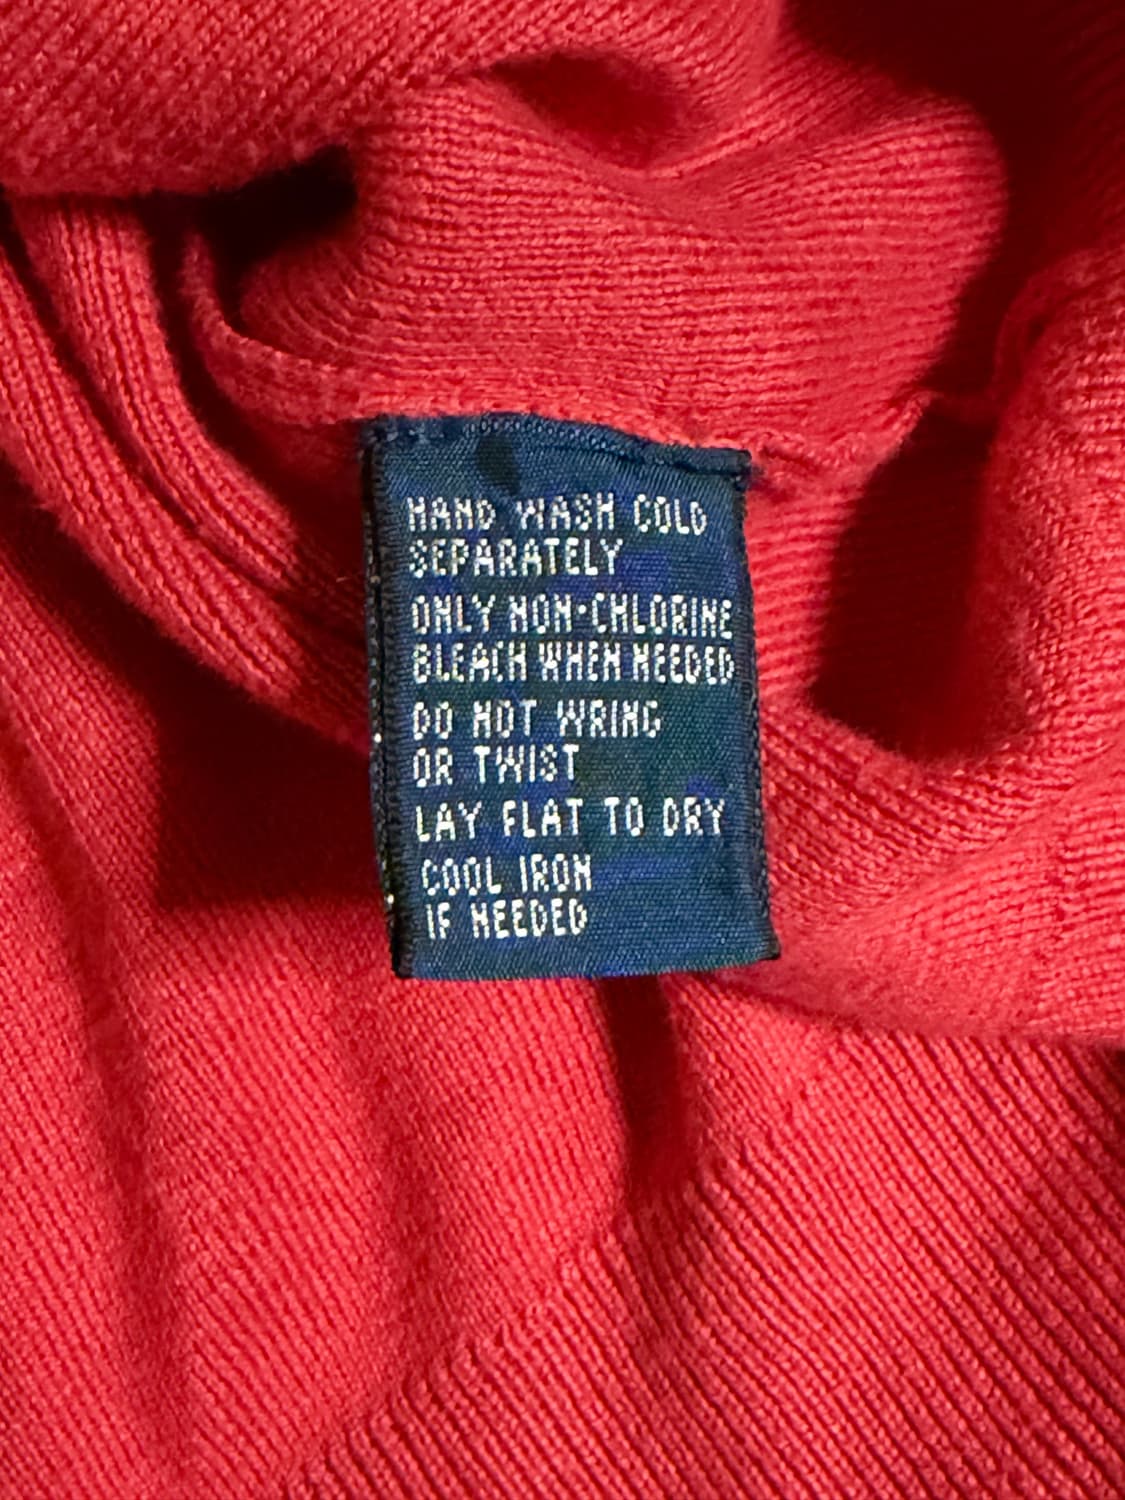 HAND WASH COLD
SEPARATELY
ONLY NON-CHLORINE
BLEACH WHEN NEEDED
DO NOT WRING
OR TWIST
LAY FLAT TO DRY
COOL IRON
IF NEEDED